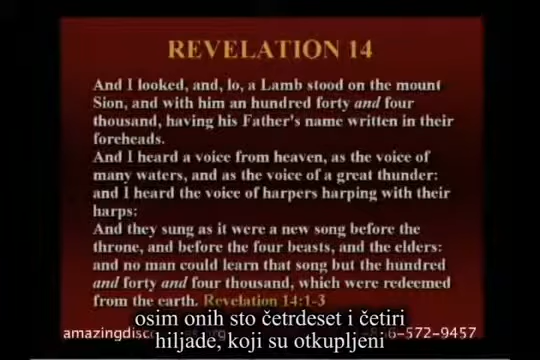 REVELATION 14
And I looked, and, lo, a Lamb stood on the mount
Sion, and with him an hundred forty and four
thousand, having his Father's name written in their
foreheads.
And I heard a voice from heaven, as the voice of
many waters, and as the voice of a great thunder:
and I heard the voice of harpers harping with their
harps:
And they sung as it were a new song before the
throne, and before the four beasts, and the elders:
and no man could learn that song but the hundred
and forty and four thousand, which were redeemed
from the earth. Revelation 14:1-3
osim onih sto četrdeset i četiri
hiljade, koji su otkupljeni